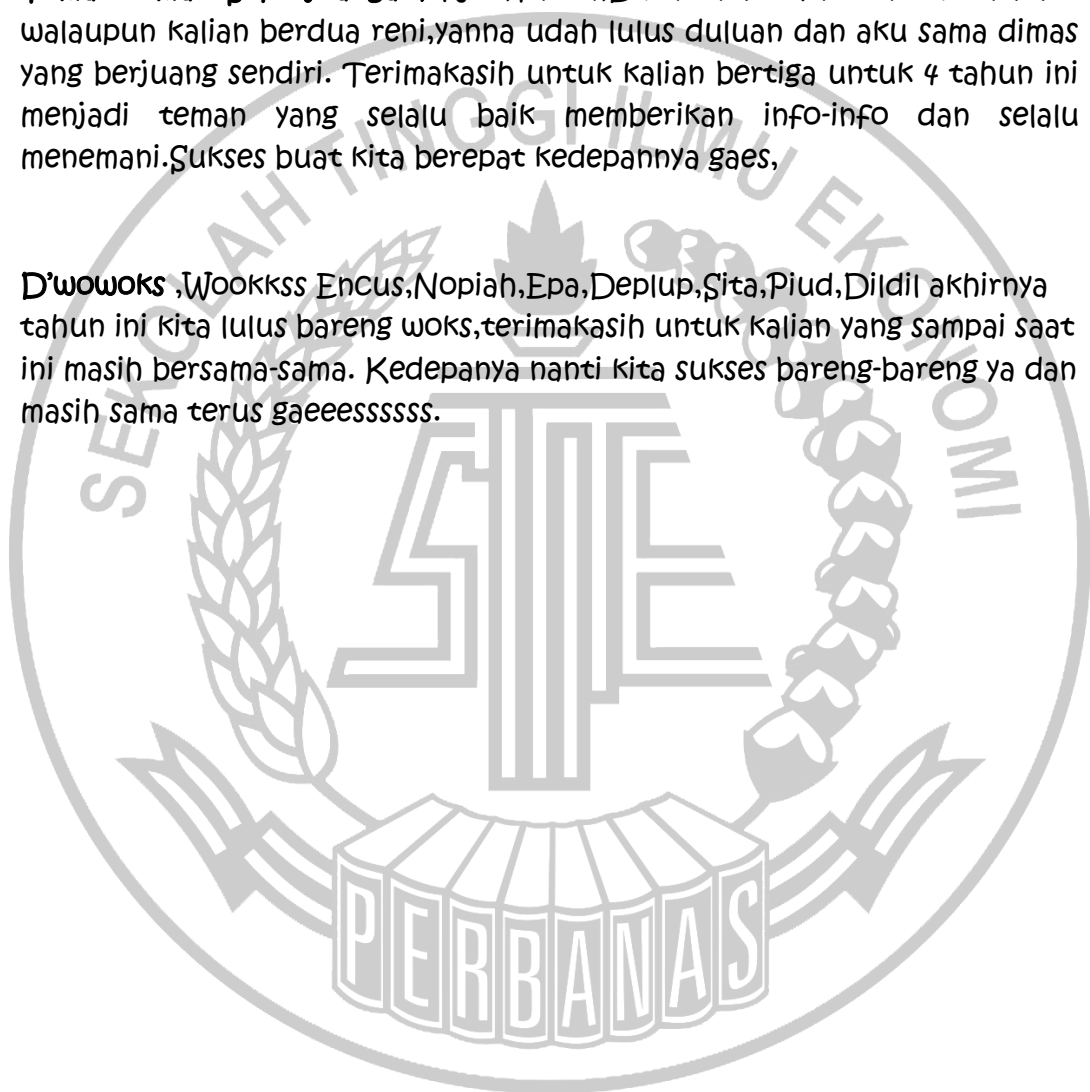 walaupun kalian berdua reni,yanna udah lulus duluan dan aku sama dimas
yang berjuang sendiri. Terimakasih untuk kalian bertiga untuk 4 tahun ini
menjadi teman yang selalu baik memberikan info-info dan selalu
menemani.Sukses buat kita berepat kedepannya gaes,
D'wowoks ,Wookkss Encus,Nopiah,Epa,Deplup,Sita,Piud,Dildil akhirnya
tahun ini kita lulus bareng woks,terimakasih untuk kalian yang sampai saat
ini masih bersama-sama. Kedepanya nanti kita sukses bareng-bareng ya dan
masih sama terus gaeeessssss.
SEKOLAH TINGGI ILMU EKONOMI
STIE
PERBANAS